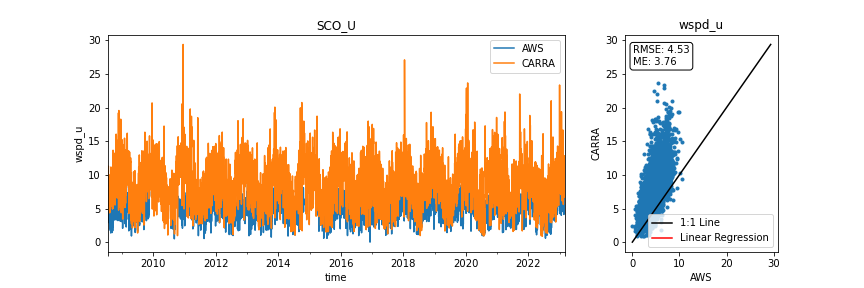 SCO_U
wspd_u
30
25
20
15
10
5
0
wspd_u
AWS
CARRA
2010
2012
2014
2016
2018
2020
2022
time
RMSE: 4.53
ME: 3.76
30
25
20
15
10
5
0
CARRA
1:1 Line
Linear Regression
0
10
20
30
AWS